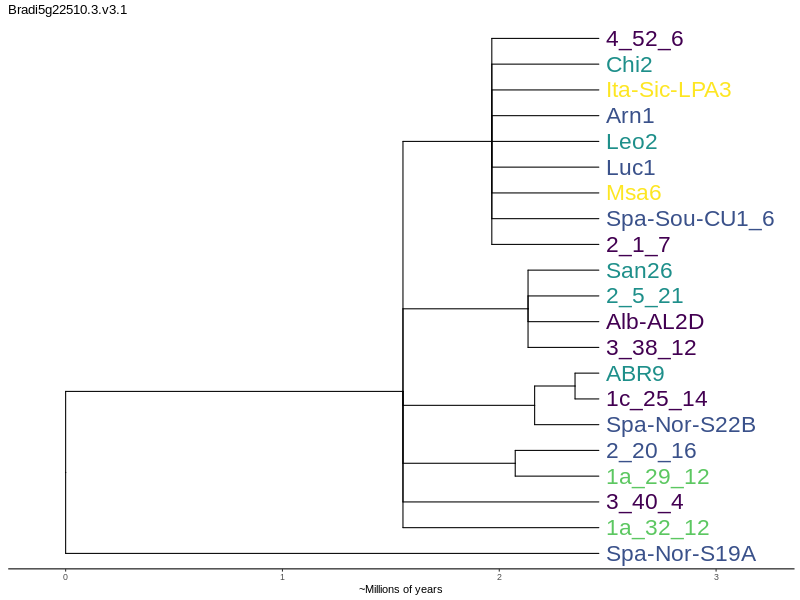 Bradi5g22510.3.v3.1
4_52_6
Chi2
Ita-Sic-LPA3
Arn1
Leo2
Luc1
Msa6
Spa-Sou-CU1_6
2_1_7
San26
2_5_21
Alb-AL2D
3_38_12
ABR9
1c_25_14
Spa-Nor-S22B
2_20_16
1a_29_12
3_40_4
1a_32_12
Spa-Nor-S19A
0 1 2 3
~Millions of years